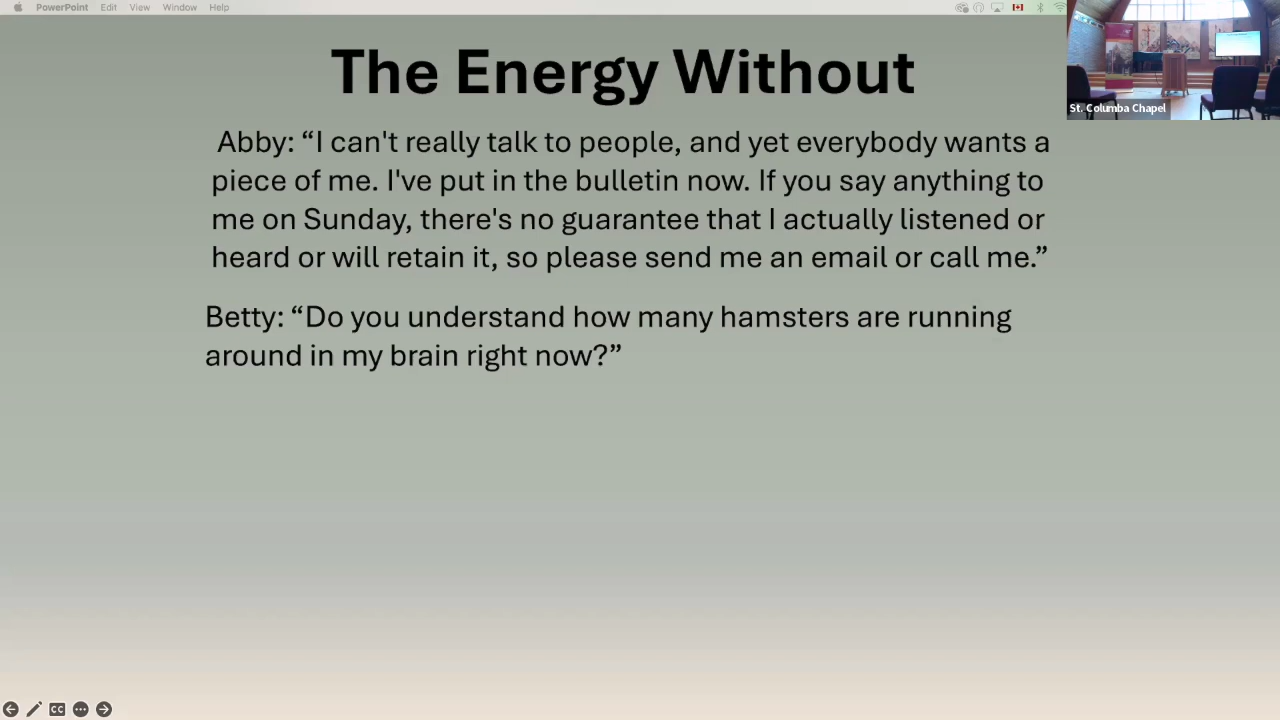 PowerPoint Edit View Window Help
The Energy Without
St. Columba Chapel
Abby: “I can't really talk to people, and yet everybody wants a
piece of me. I've put in the bulletin now. If you say anything to
me on Sunday, there's no guarantee that I actually listened or
heard or will retain it, so please send me an email or call me.”
Betty: “Do you understand how many hamsters are running
around in my brain right now?”
CC